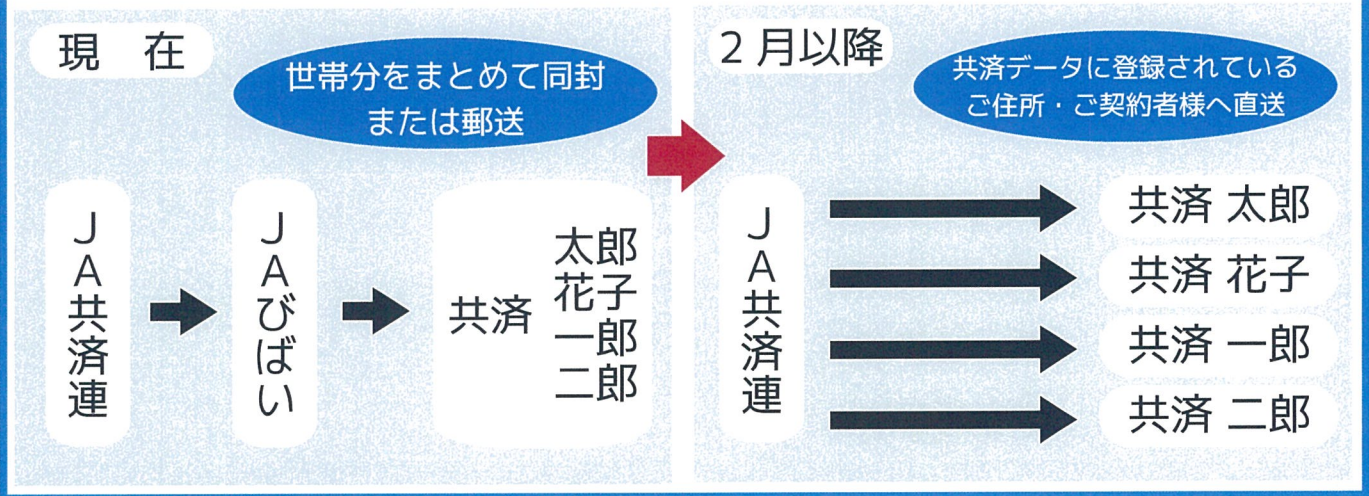 現　在
世帯分をまとめて同封
または郵送
JA共済連
JAびばい
共済
太郎
花子
一郎
二郎
2月以降
共済データに登録されている
ご住所・ご契約者様へ直送
JA共済連
共済 太郎
共済 花子
共済 一郎
共済 二郎